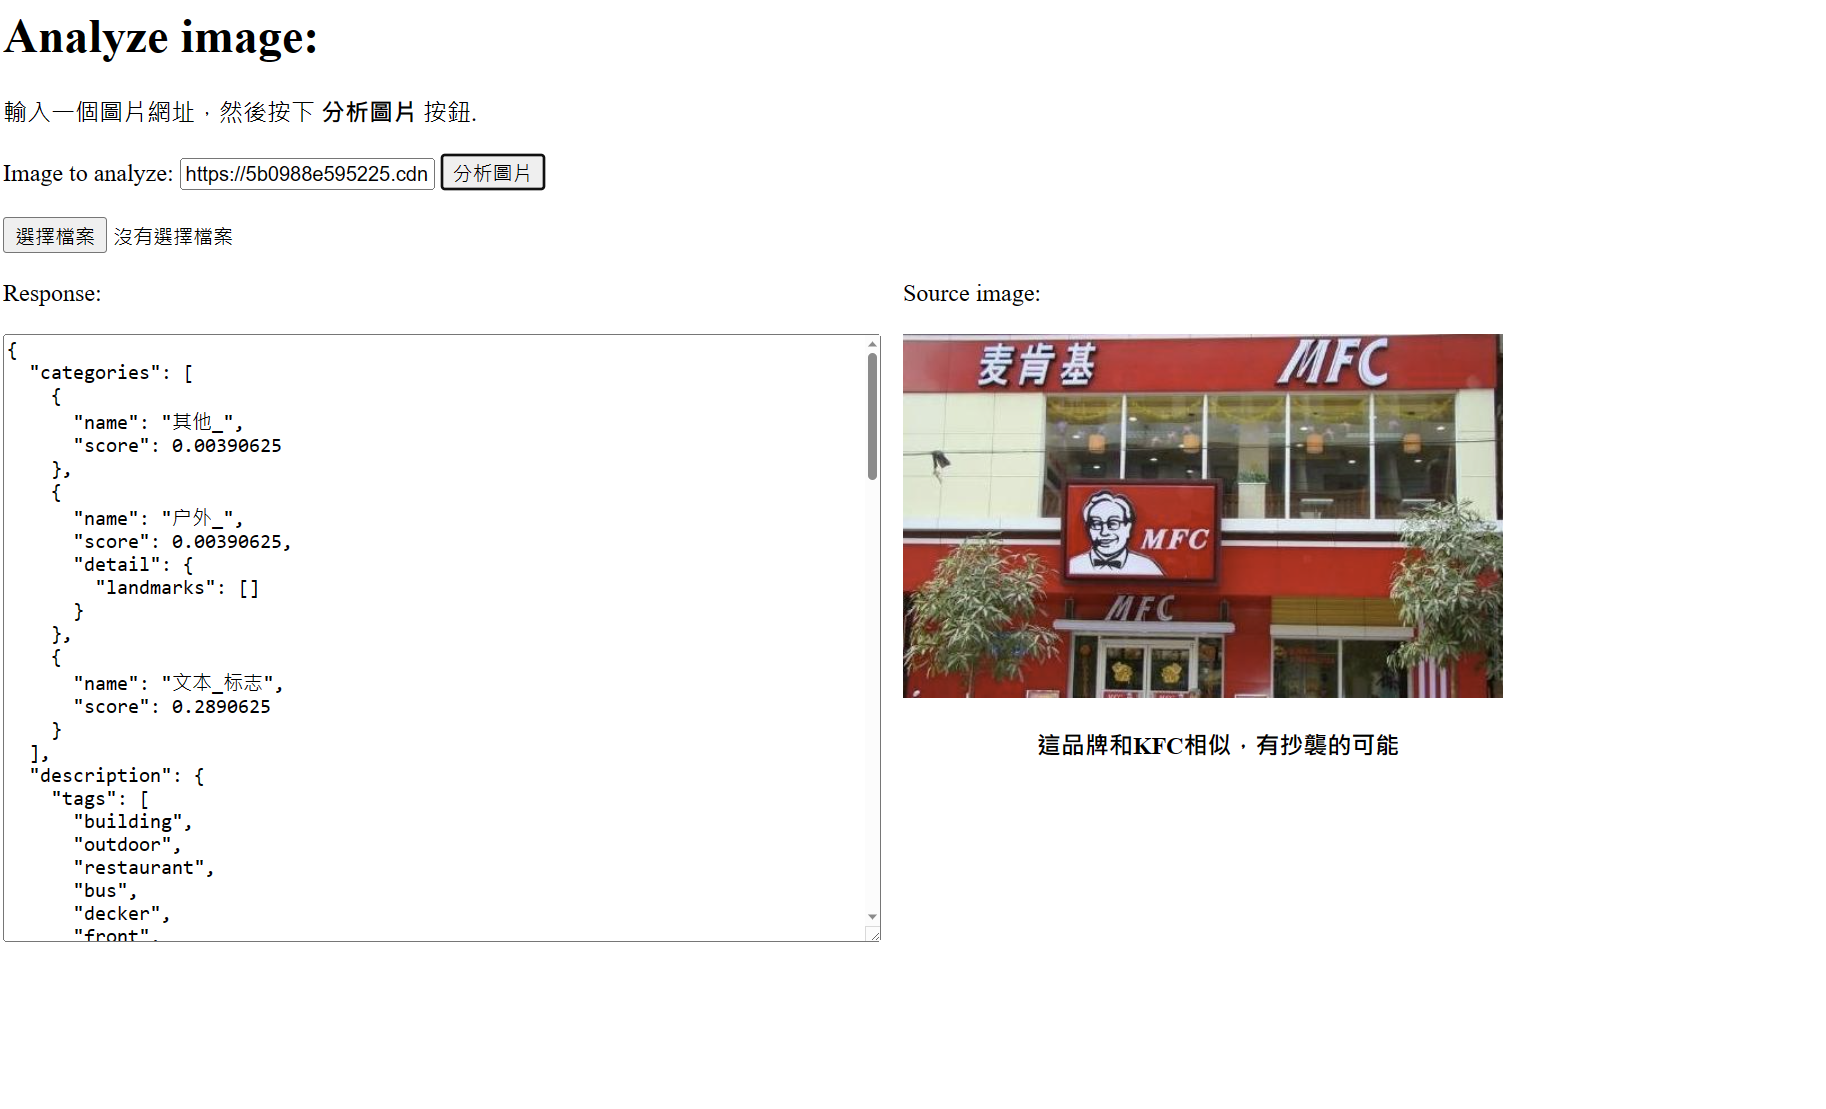 Analyze image:
輸入一個圖片網址，然後按下 分析圖片 按鈕.
Image to analyze: https://5b0988e595225.cdn 分析圖片
選擇檔案 沒有選擇檔案
Response:
{
"categories": [
{
"name": "其他_",
"score": 0.00390625
},
{
"name": "户外_",
"score": 0.00390625,
"detail": {
"landmarks": []
}
},
{
"name": "文本_标志",
"score": 0.2890625
}
],
"description": {
"tags": [
"building",
"outdoor",
"restaurant",
"bus",
"decker",
"front",
Source image:
麦肯基 MFC
MFC
MFC
這品牌和KFC相似，有抄襲的可能